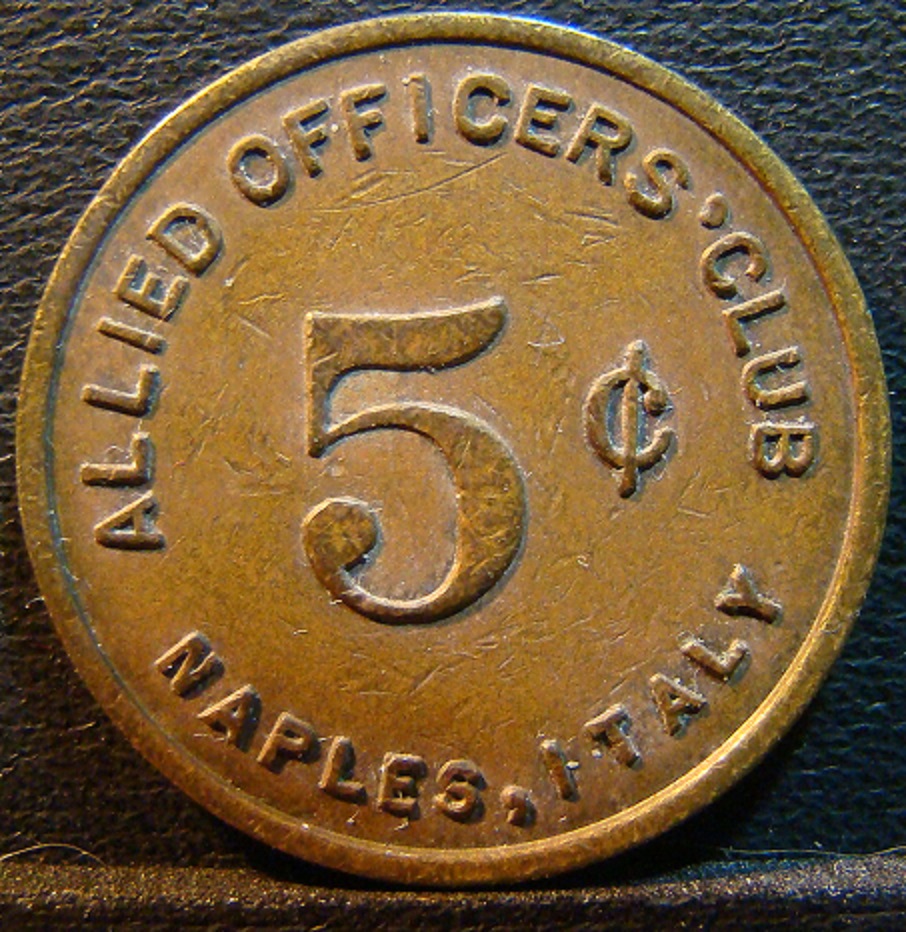 ALLIED OFFICERS' CLUB
5 ¢
NAPLES, ITALY